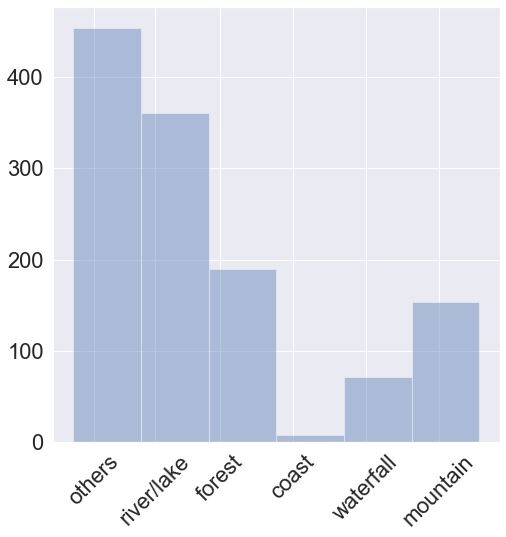 400
300
200
100
0
others
river/lake
forest
coast
waterfall
mountain